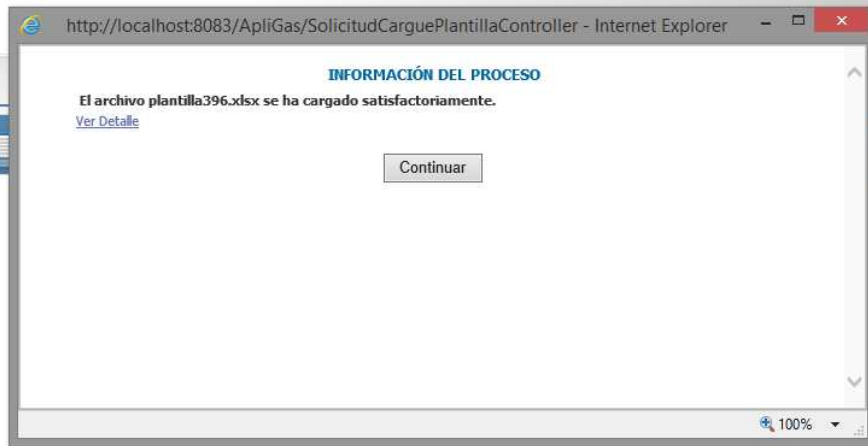 http://localhost:8083/ApliGas/SolicitudCarguePlantillaController - Internet Explorer
INFORMACIÓN DEL PROCESO
El archivo plantilla396.xlsx se ha cargado satisfactoriamente.
Ver Detalle
Continuar
100%